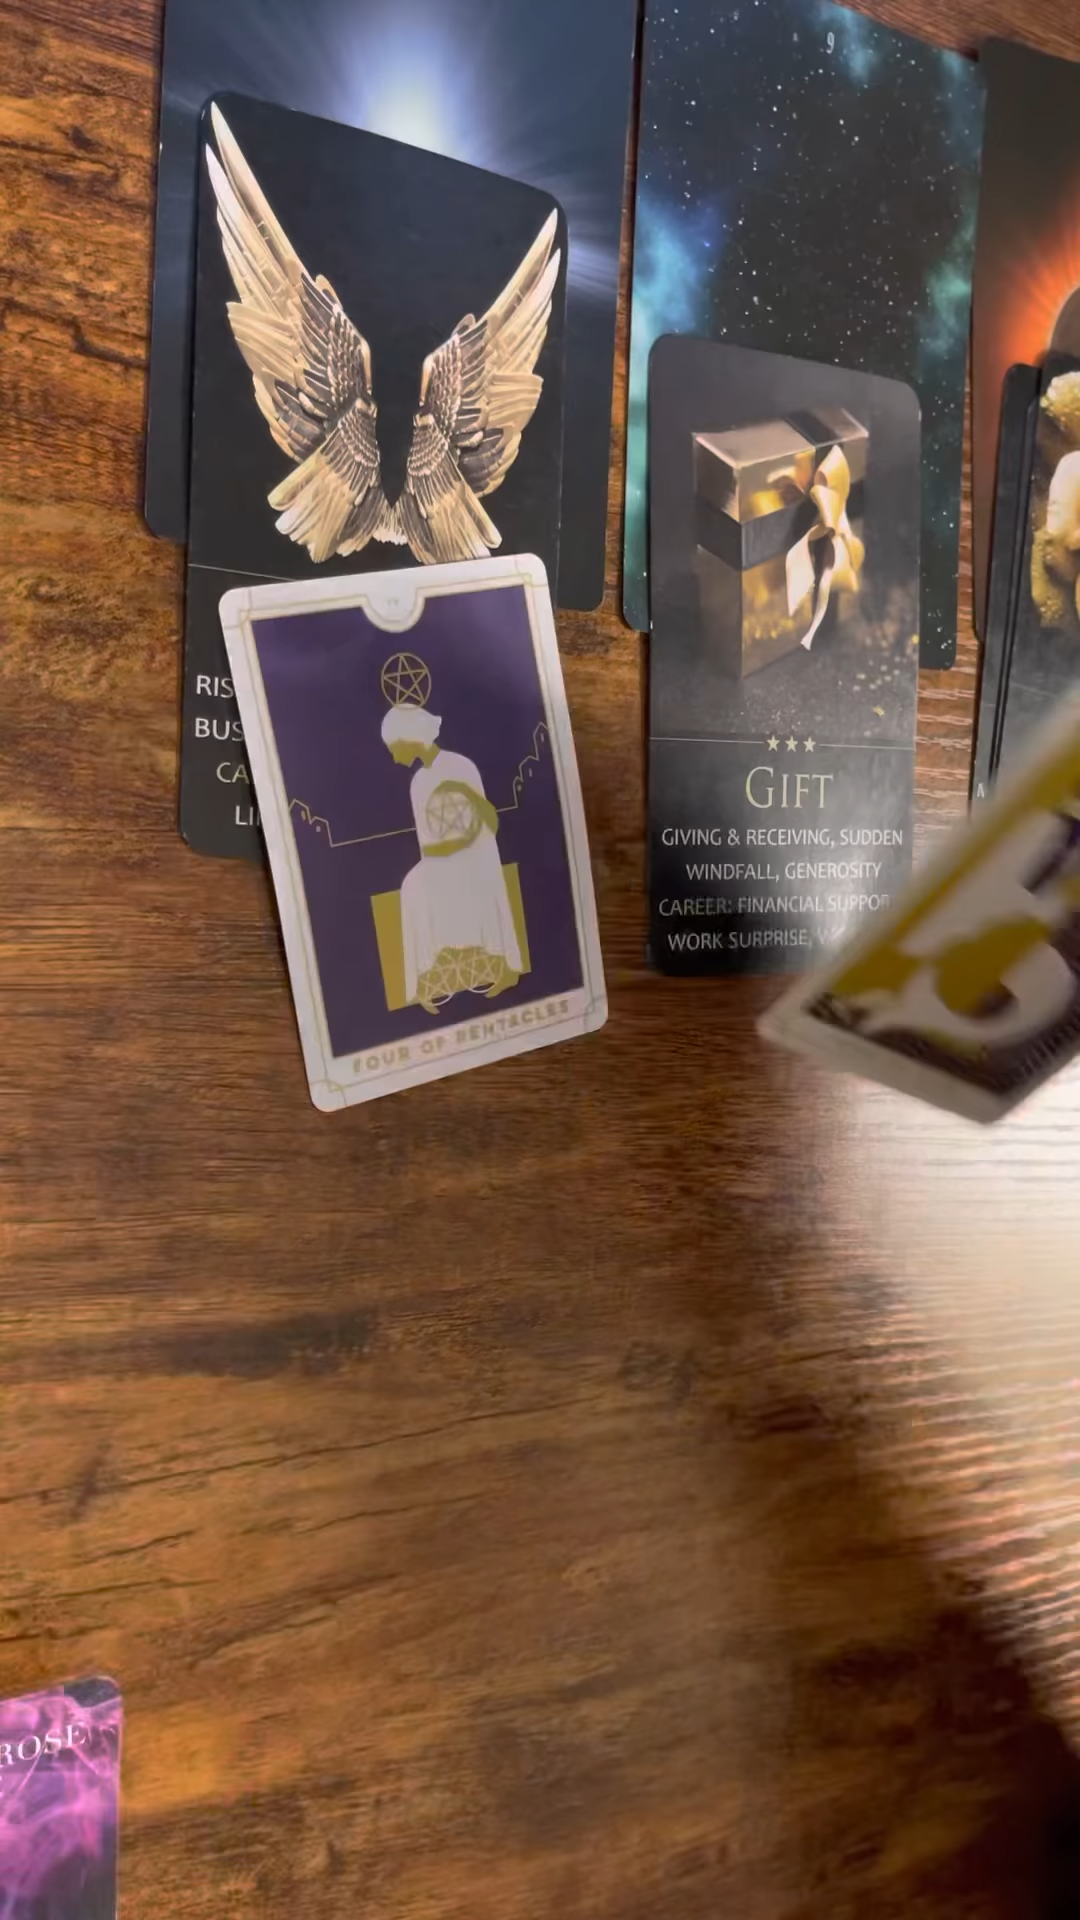 9
RIS
BUS
CA
LI
FOUR OF PENTACLES
GIFT
GIVING & RECEIVING, SUDDEN
WINDFALL, GENEROSITY
CAREER: FINANCIAL SUPPOR
WORK SURPRISE,
ROSE